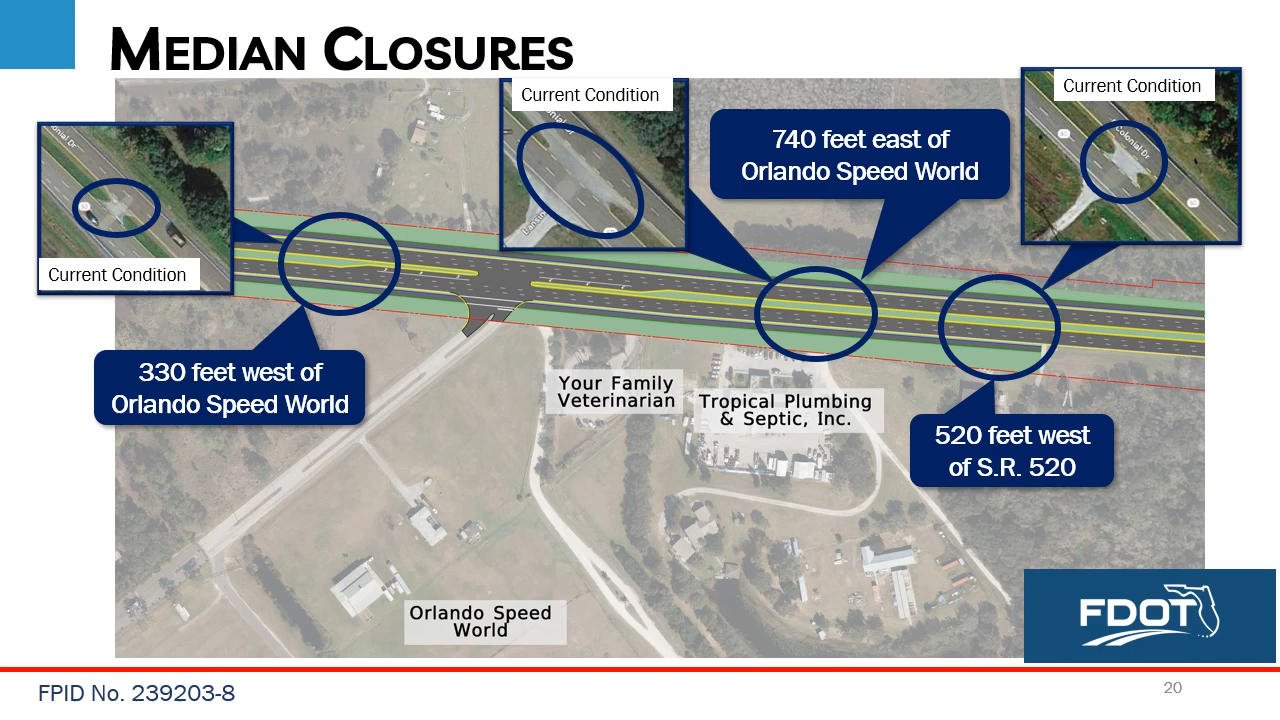 MEDIAN CLOSURES
Current Condition
Current Condition
740 feet east of
Orlando Speed World
Colonial Dr
Current Condition
330 feet west of
Orlando Speed World
Your Family
Veterinarian
Tropical Plumbing
& Septic, Inc.
520 feet west
of S.R. 520
Orlando Speed
World
FDOT
FPID No. 239203-8
20